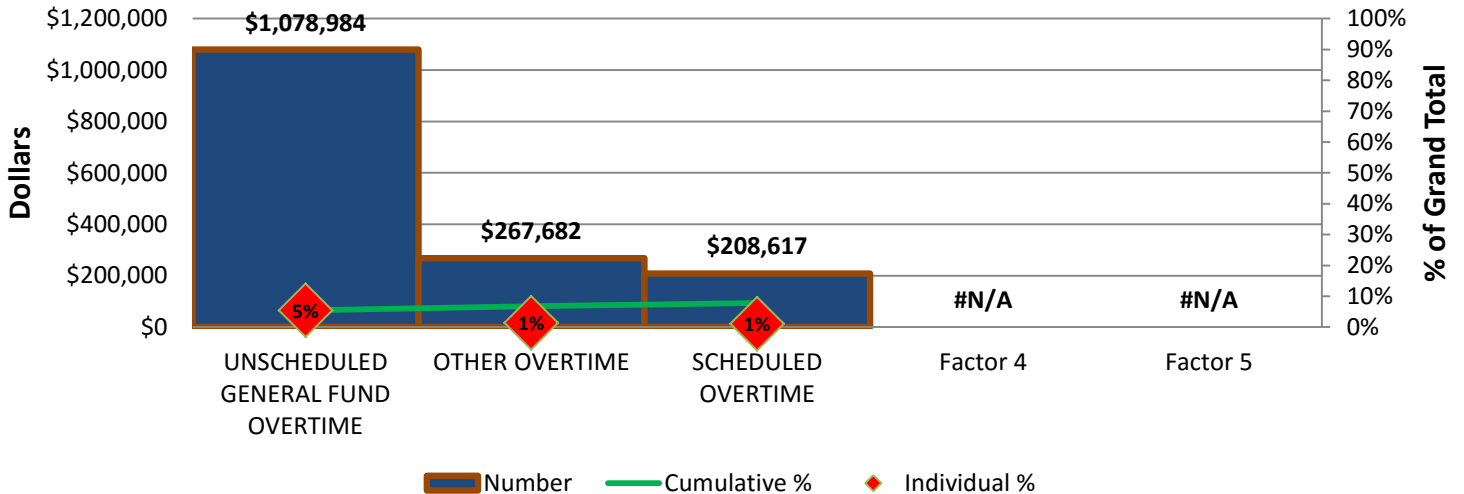 Dollars
$1,200,000
$1,000,000
$800,000
$600,000
$400,000
$200,000
$0
$1,078,984
$267,682
$208,617
#N/A
#N/A
5%
1%
1%
100%
90%
80%
70%
60%
50%
40%
30%
20%
10%
0%
% of Grand Total
UNSCHEDULED
GENERAL FUND
OVERTIME
OTHER OVERTIME
SCHEDULED
OVERTIME
Factor 4
Factor 5
Number
Cumulative %
Individual %